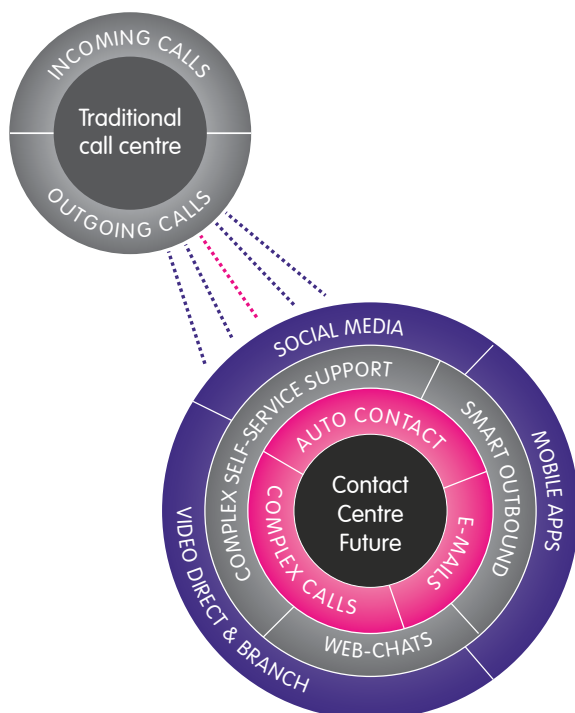 INCOMING CALLS
Traditional
call centre
OUTGOING CALLS
SOCIAL MEDIA
COMPLEX SELF-SERVICE SUPPORT
SMART OUTBOUND
MOBILE APPS
AUTO CONTACT
Contact
Centre
Future
E-MAILS
COMPLEX CALLS
WEB-CHATS
VIDEO DIRECT & BRANCH